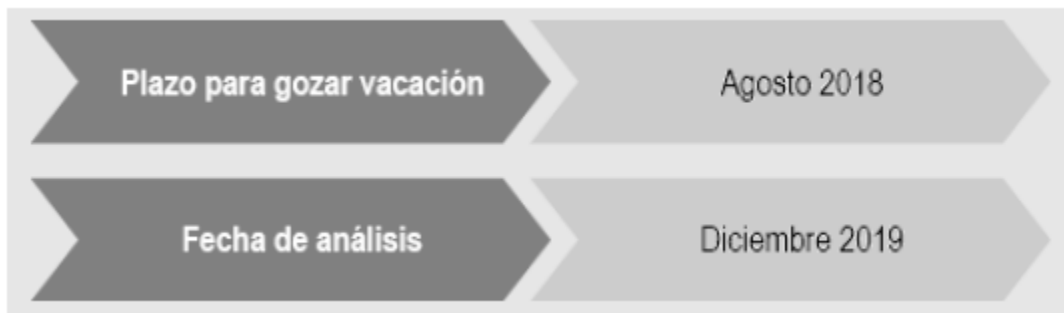 Plazo para gozar vacación
Agosto 2018
Fecha de análisis
Diciembre 2019